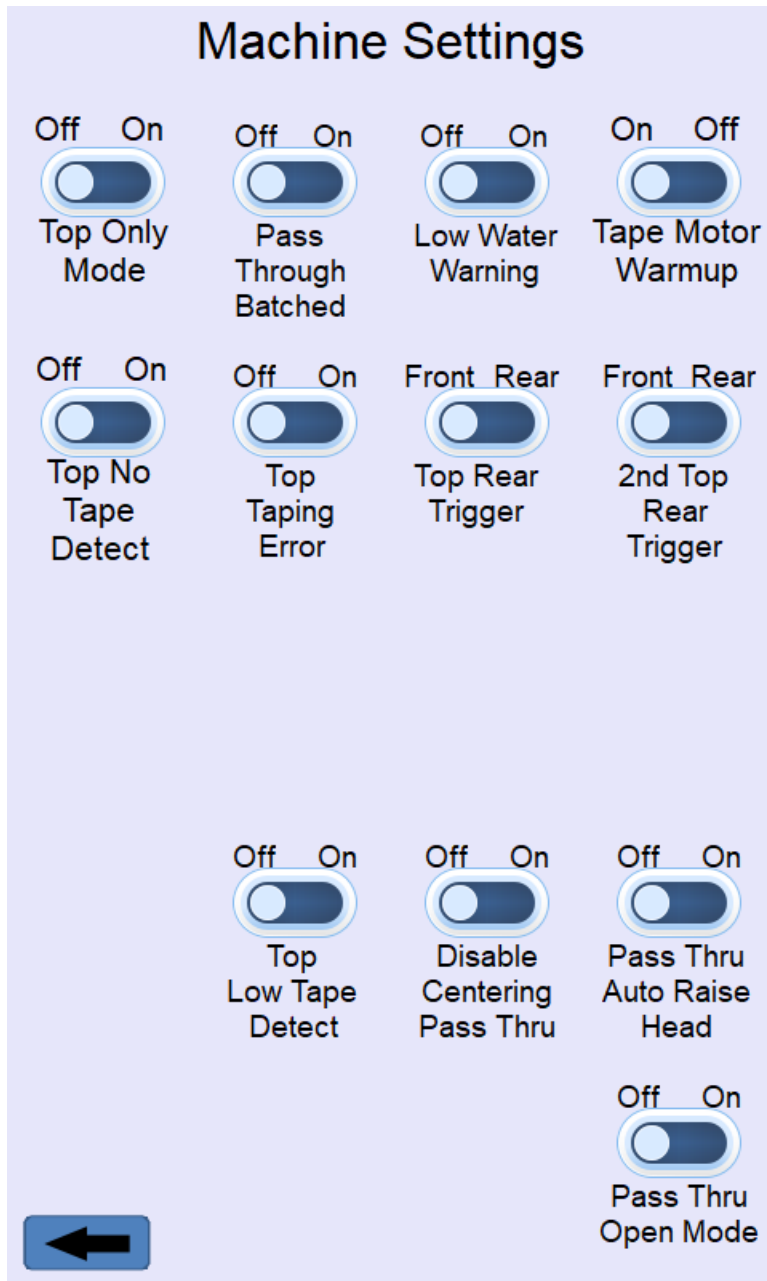 Machine Settings
Off On
Off On
Off On
On Off
Top Only
Mode
Pass
Through
Batched
Low Water
Warning
Tape Motor
Warmup
Off On
Off On
Front Rear
Front Rear
Top No
Tape
Detect
Top
Taping
Error
Top Rear
Trigger
2nd Top
Rear
Trigger
Off On
Off On
Off On
Top
Low Tape
Detect
Disable
Centering
Pass Thru
Pass Thru
Auto Raise
Head
Off On
Pass Thru
Open Mode